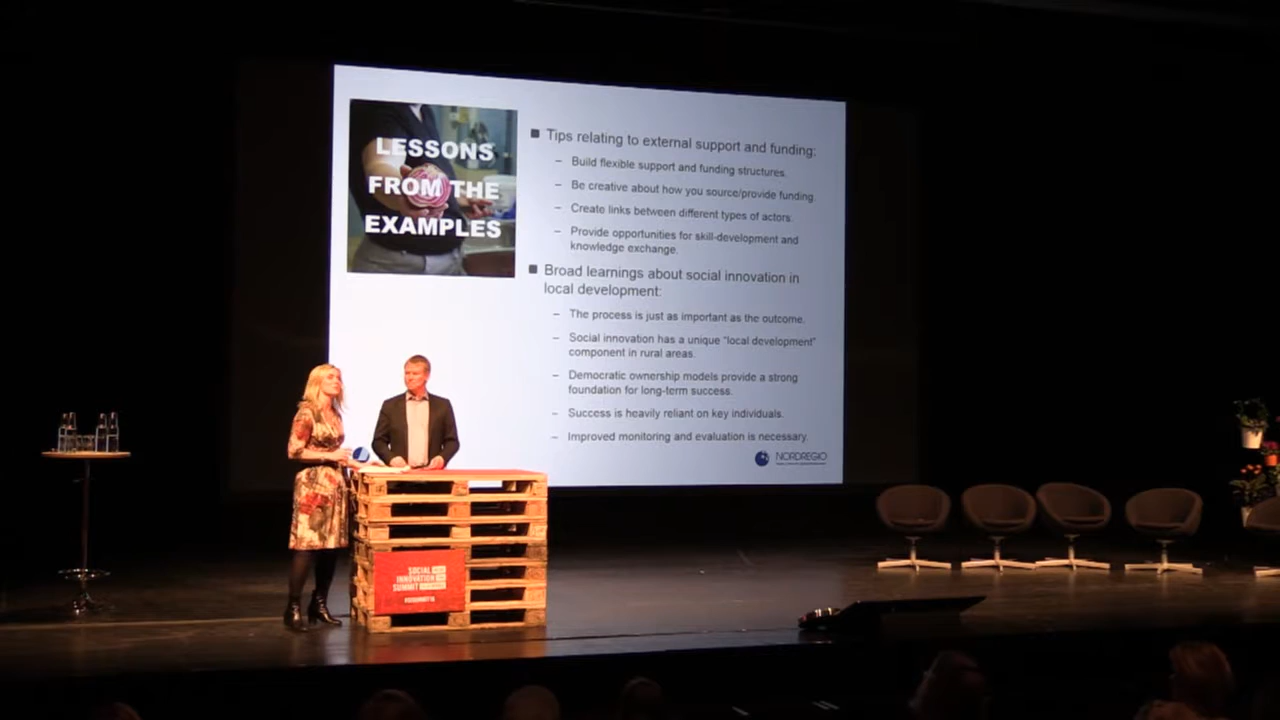 LESSONS
FROM THE
EXAMPLES
Tips relating to external support and funding:
– Build flexible support and funding structures.
– Be creative about how you source/provide funding.
– Create links between different types of actors.
– Provide opportunities for skill-development and
knowledge exchange.
Broad learnings about social innovation in
local development:
– The process is just as important as the outcome.
– Social innovation has a unique "local development"
component in rural areas.
– Democratic ownership models provide a strong
foundation for long-term success.
– Success is heavily reliant on key individuals.
– Improved monitoring and evaluation is necessary.
NORDREGIO
SOCIAL
INNOVATION
SUMMIT